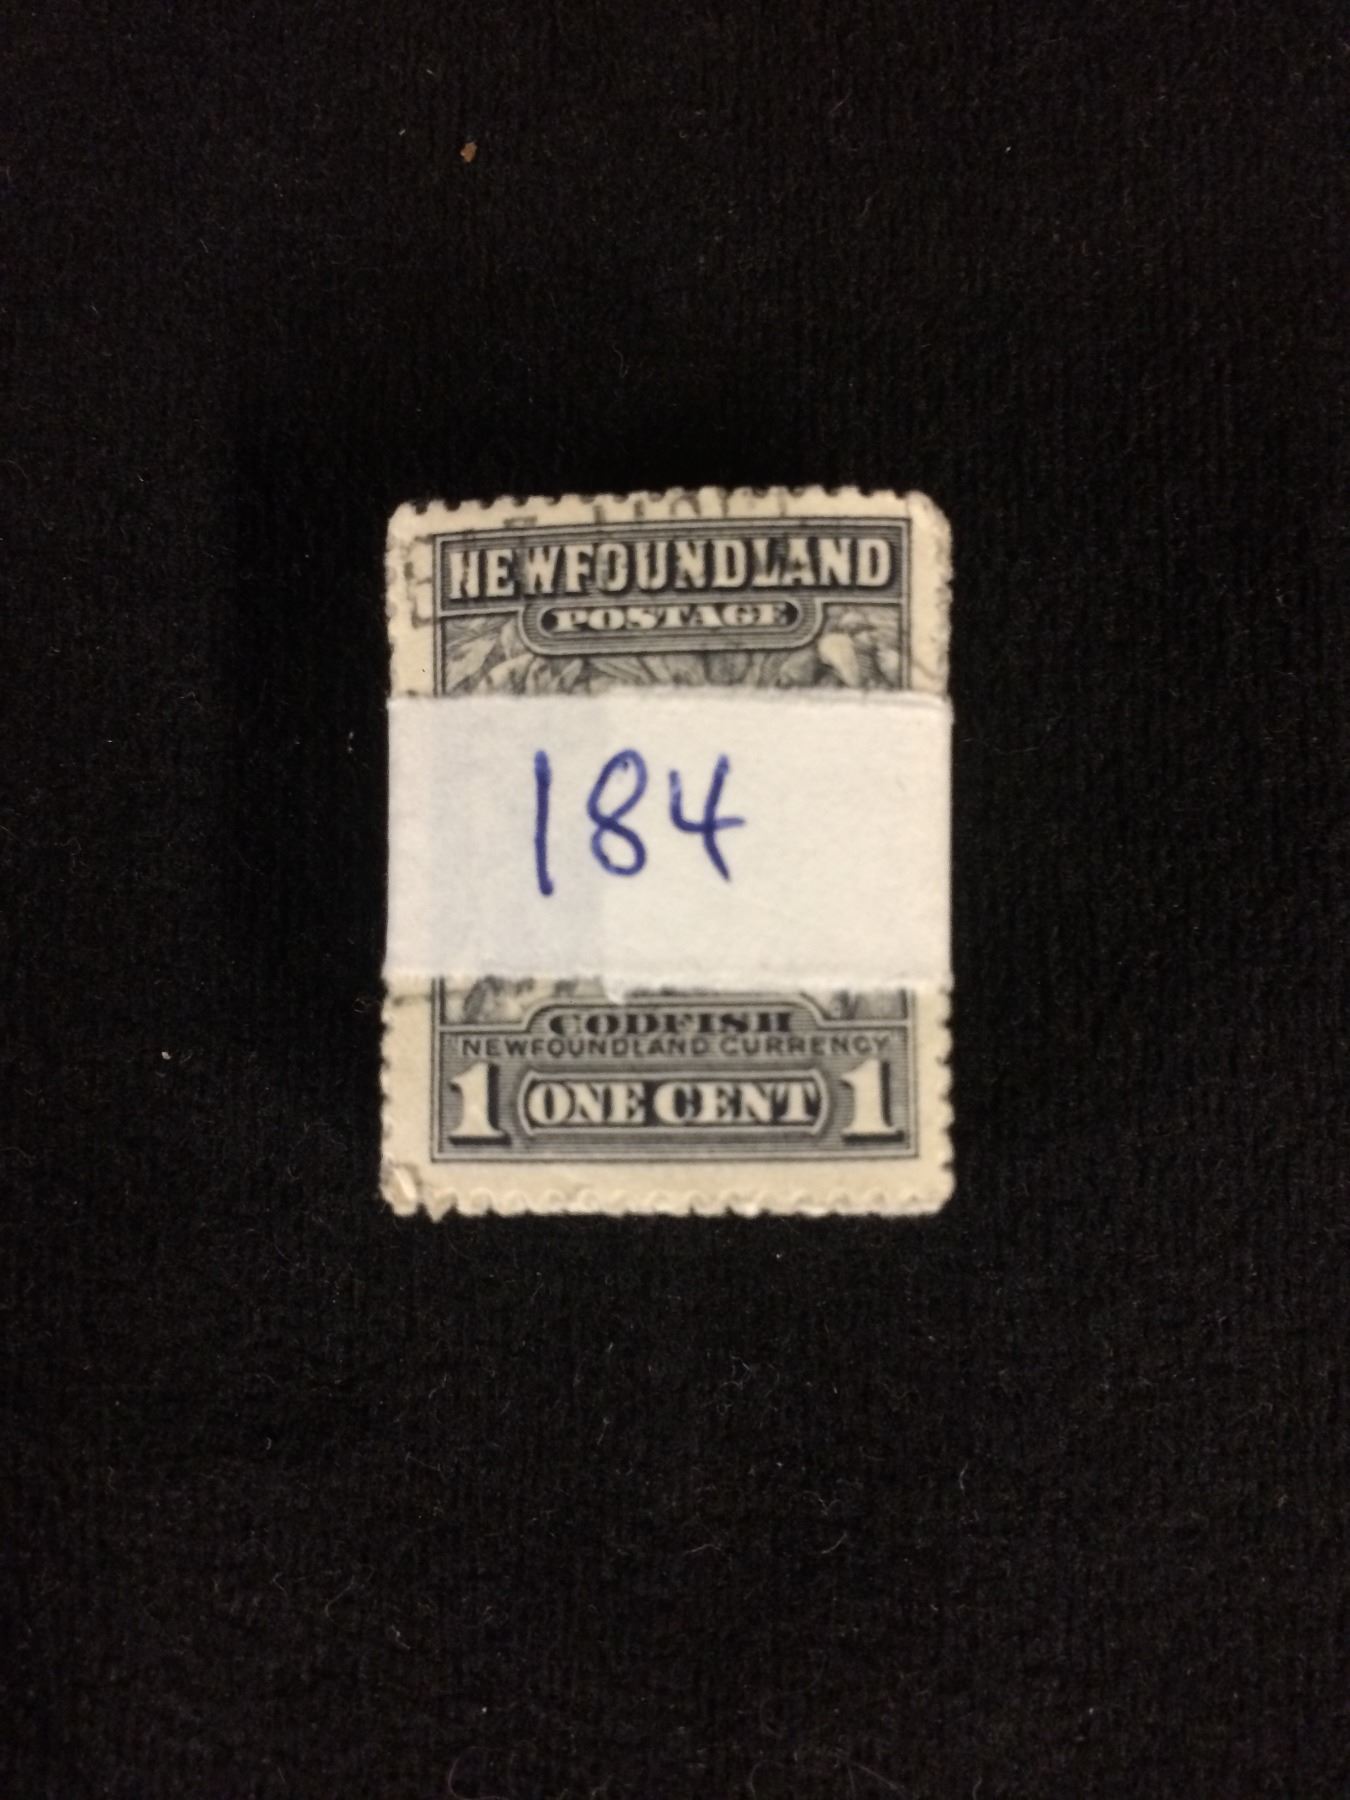 NEWFOUNDLAND
POSTAGE
184
CODFISH
NEWFOUNDLAND CURRENCY
1 ONE CENT 1